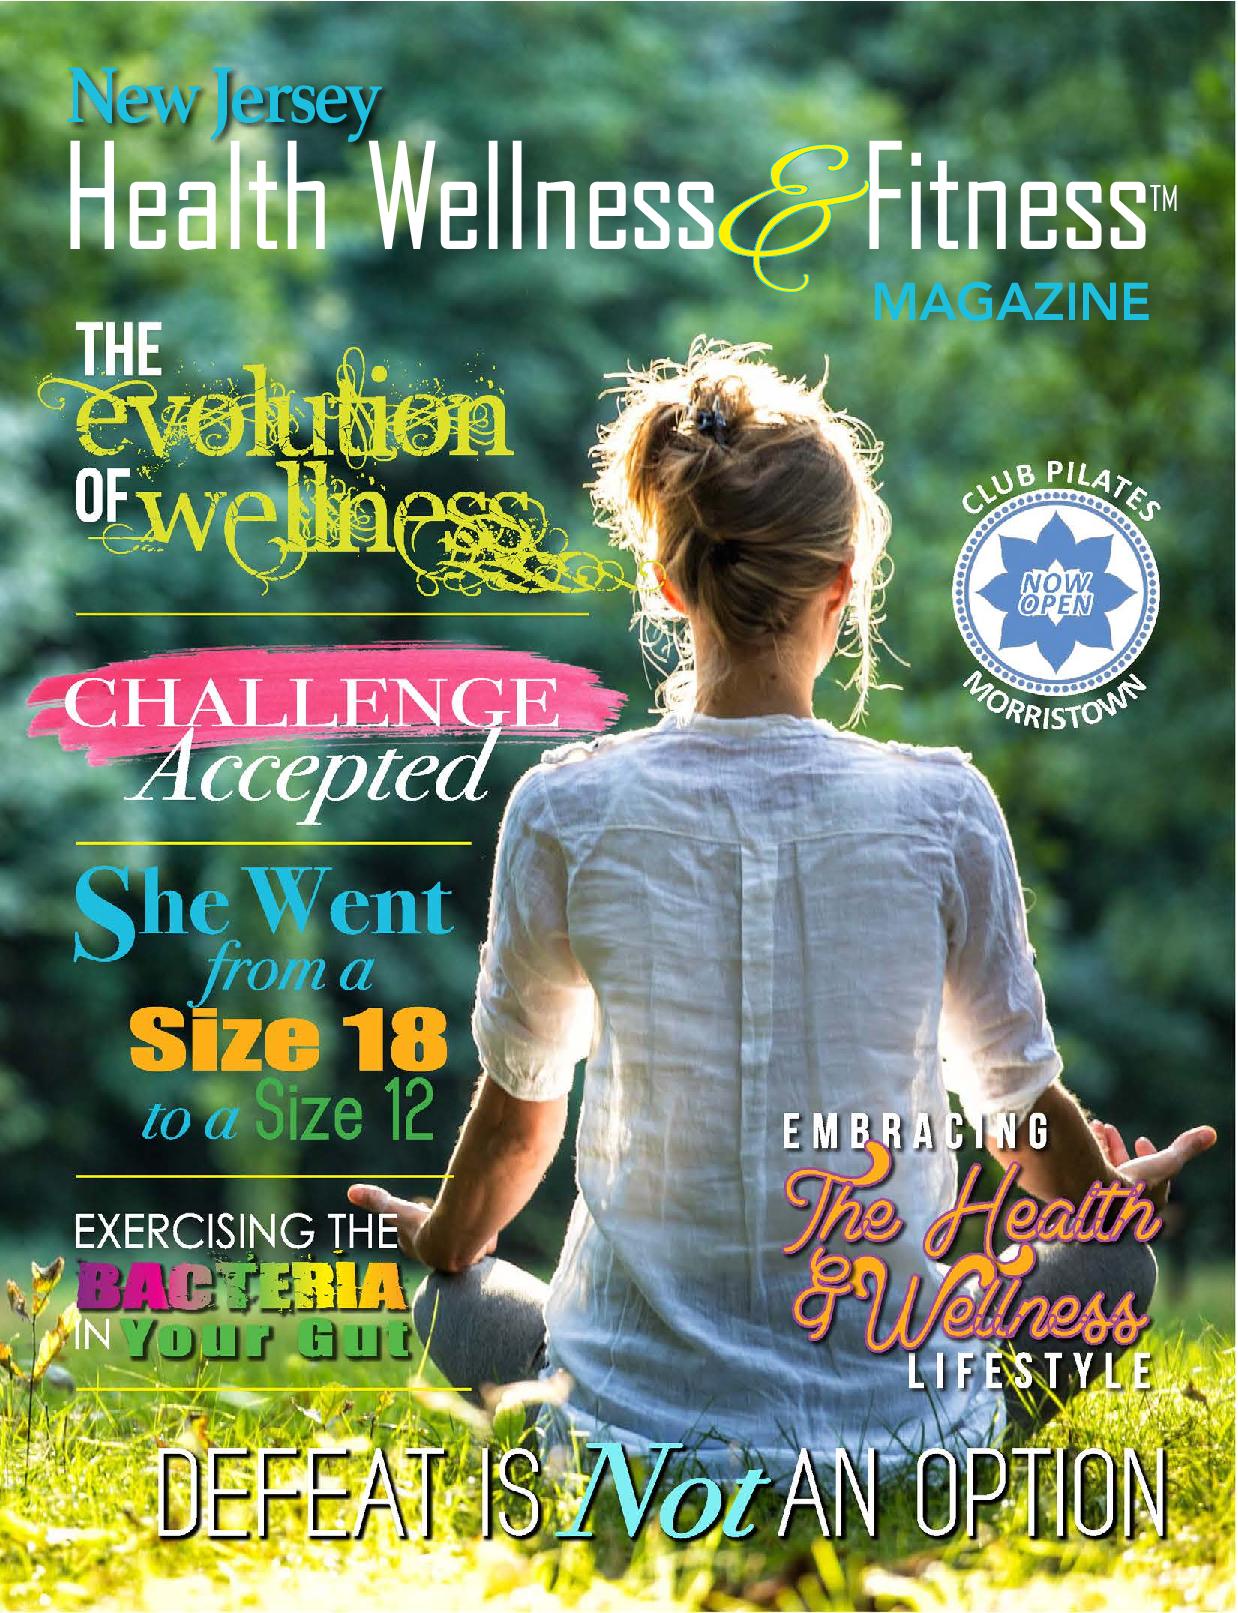 New Jersey
Health Wellness & Fitness™
MAGAZINE
THE
evolution
OF wellness
CLUB PILATES
NOW
OPEN
MORRISTOWN
CHALLENGE
Accepted
She Went
from a
Size 18
to a Size 12
EXERCISING THE
BACTERIA
IN Your Gut
EMBRACING
The Health
& Wellness
LIFESTYLE
DEFEAT IS Not AN OPTION